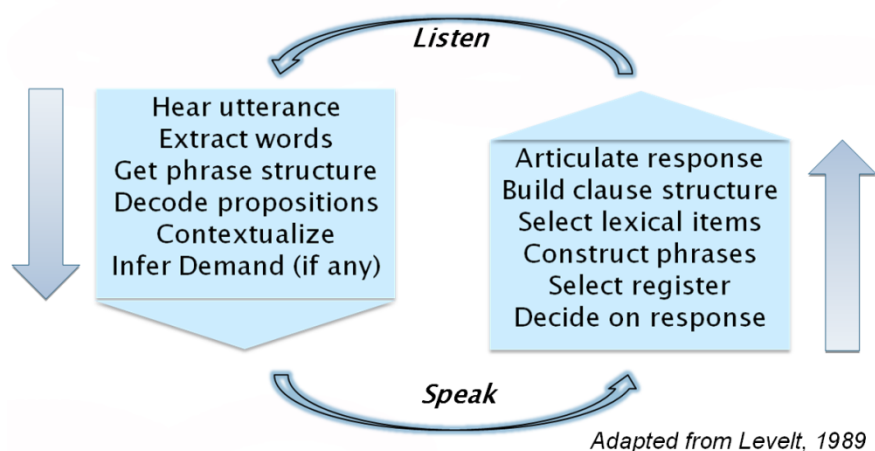 Listen
Hear utterance
Extract words
Get phrase structure
Decode propositions
Contextualize
Infer Demand (if any)
Articulate response
Build clause structure
Select lexical items
Construct phrases
Select register
Decide on response
Speak
Adapted from Levelt, 1989